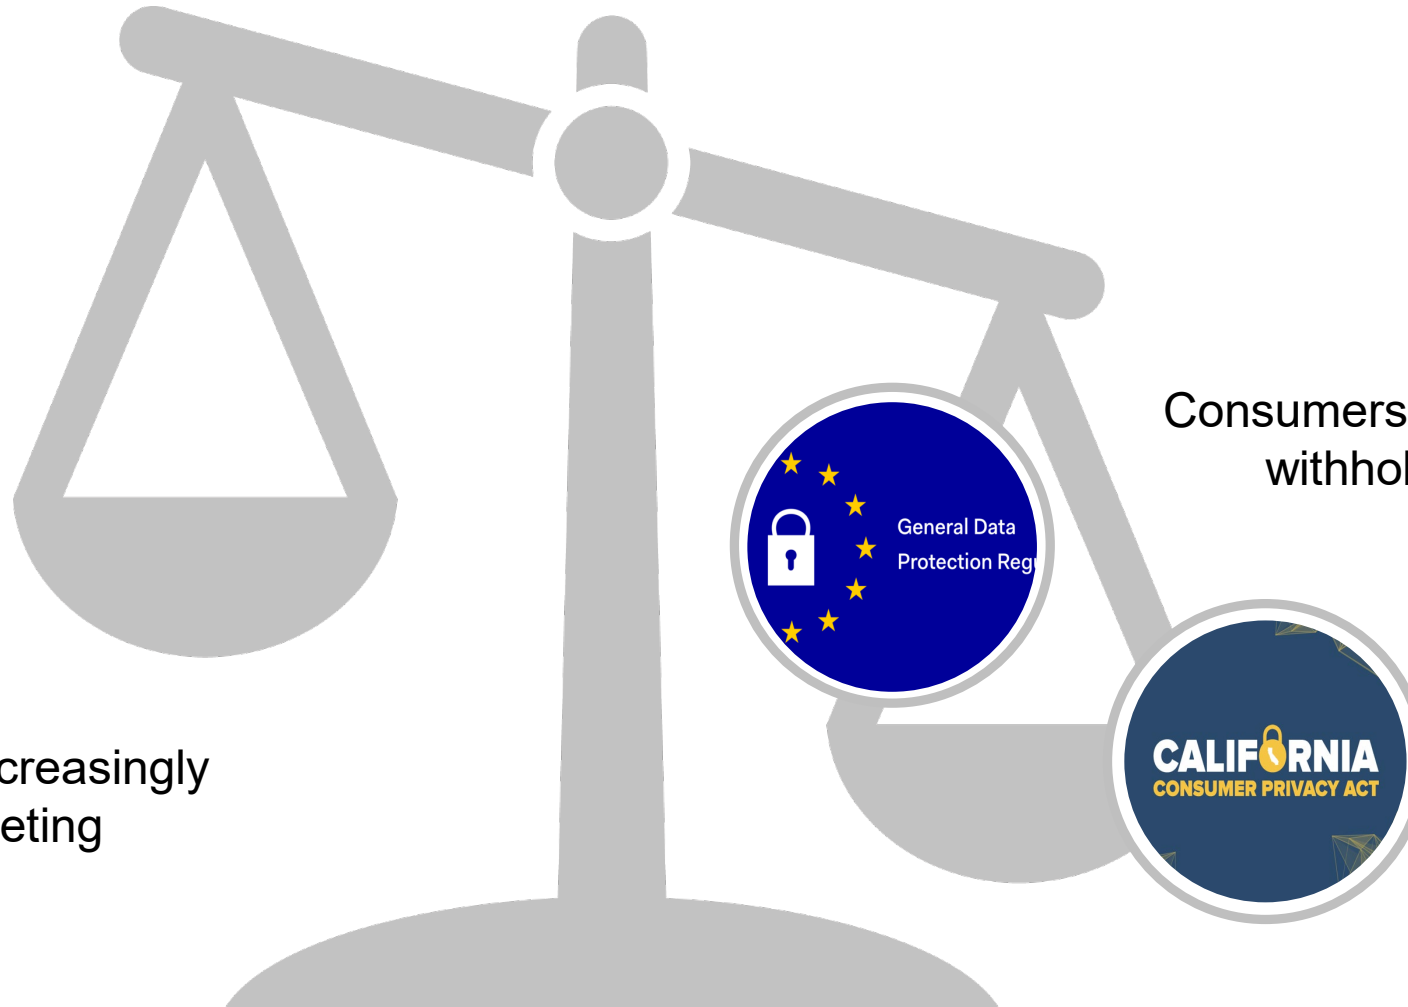 Consumers
withhol
General Data
Protection Reg
CALIFORNIA
CONSUMER PRIVACY ACT
creasingly
eting